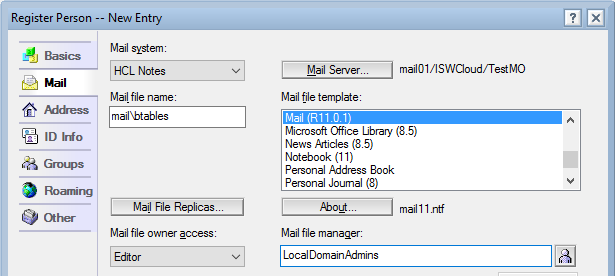 Register Person -- New Entry
?
Basics
Mail
Address
ID Info
Groups
Roaming
Other
Mail system:
HCL Notes
Mail Server...
mail01/ISWCloud/TestMO
Mail file name:
mail\btables
Mail file template:
Mail (R11.0.1)
Microsoft Office Library (8.5)
News Articles (8.5)
Notebook (11)
Personal Address Book
Personal Journal (8)
Mail File Replicas...
About...
mail11.ntf
Mail file owner access:
Editor
Mail file manager:
LocalDomainAdmins